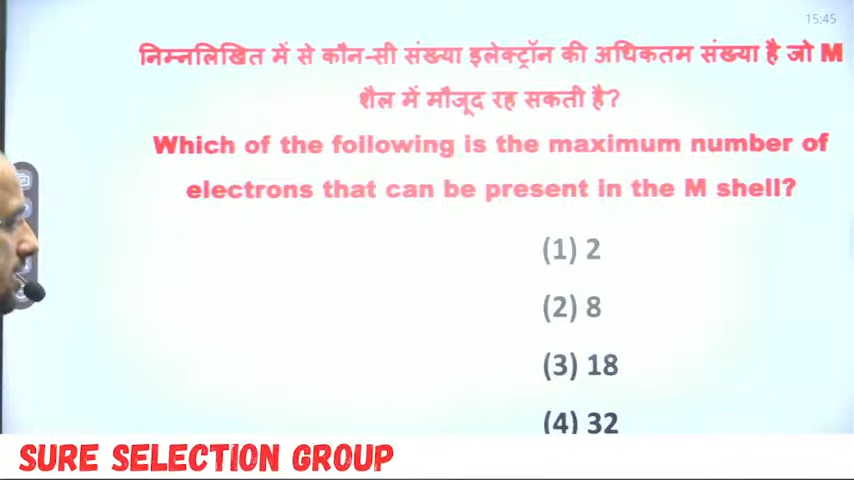 15:45
निम्नलिखित में से कौन-सी संख्या इलेक्ट्रॉन की अधिकतम संख्या है जो M
शैल में मौजूद रह सकती है?
Which of the following is the maximum number of
electrons that can be present in the M shell?
(1) 2
(2) 8
(3) 18
(4) 32
SURE SELECTION GROUP